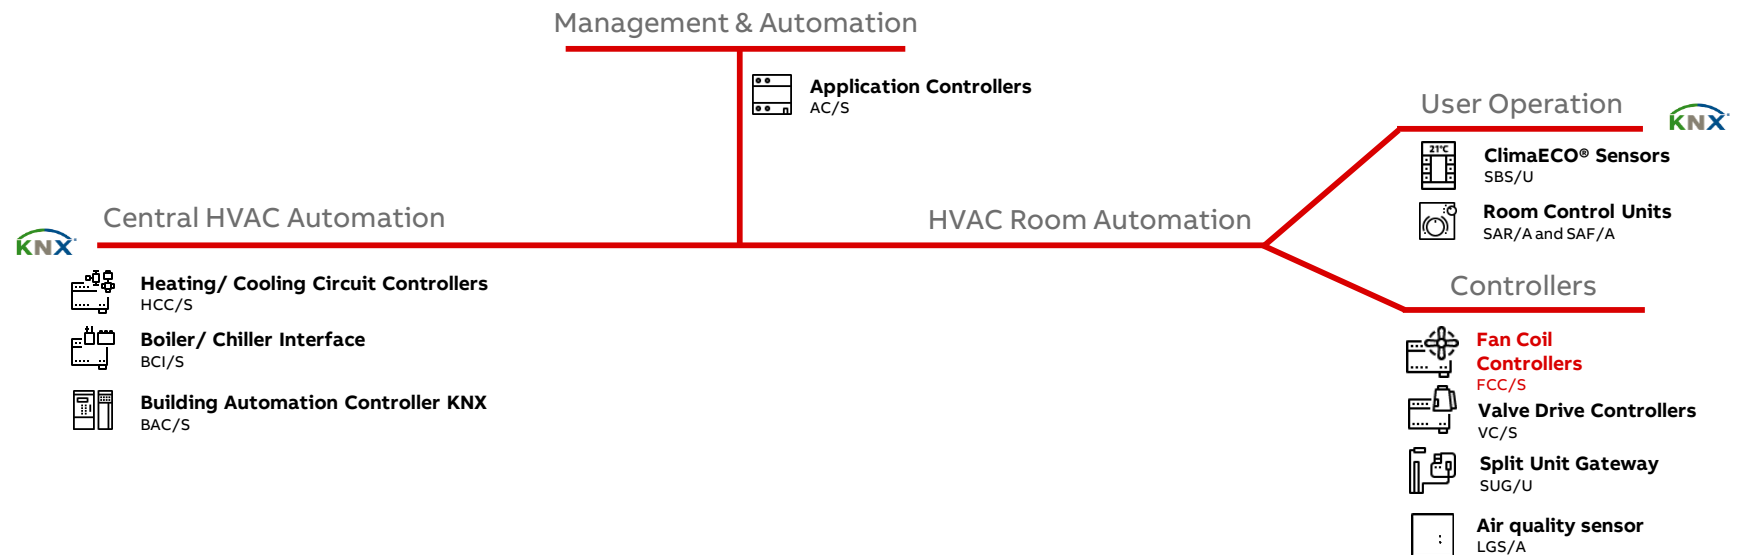 Management & Automation
Application Controllers
AC/S
User Operation
KNX
21°C
ClimaECO® Sensors
SBS/U
Room Control Units
SAR/A and SAF/A
Central HVAC Automation
HVAC Room Automation
KNX
Heating/ Cooling Circuit Controllers
HCC/S
Boiler/ Chiller Interface
BCI/S
Building Automation Controller KNX
BAC/S
Controllers
Fan Coil
Controllers
FCC/S
Valve Drive Controllers
VC/S
Split Unit Gateway
SUG/U
Air quality sensor
LGS/A